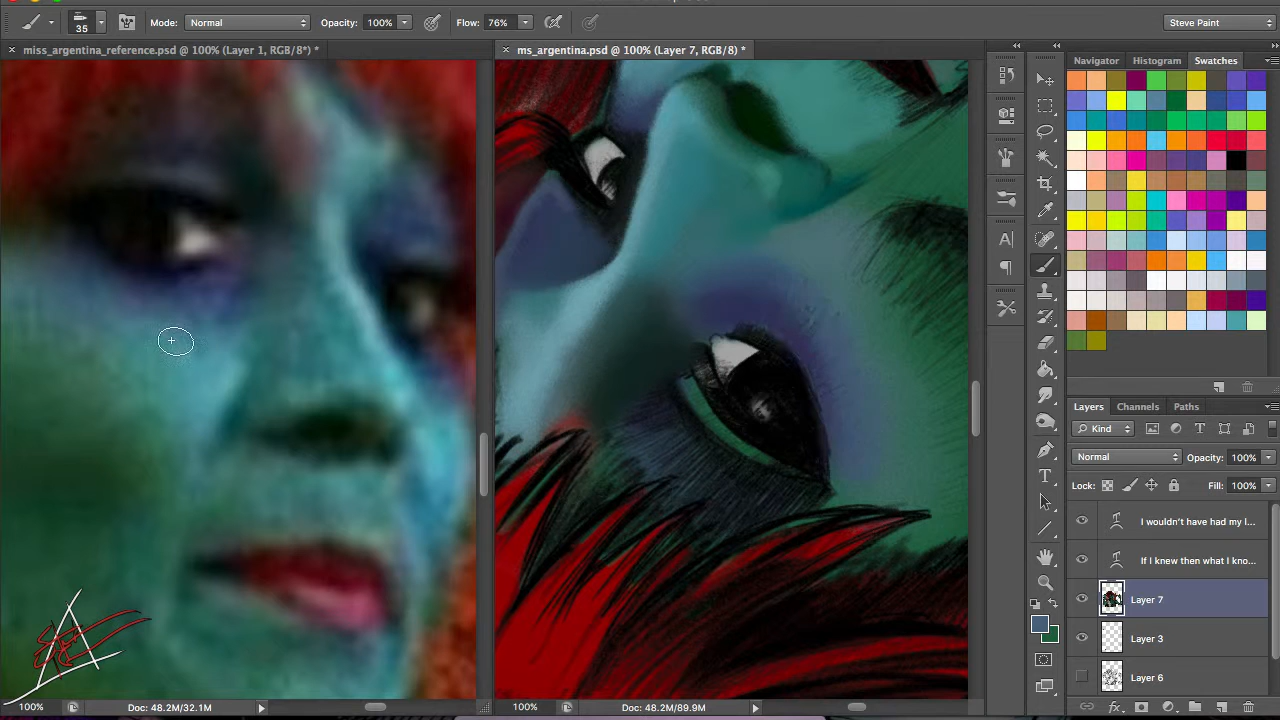 35
Mode: Normal
Opacity: 100%
Flow: 76%
Steve Paint
miss_argentina_reference.psd @ 100% (Layer 1, RGB/8*) *
ms_argentina.psd @ 100% (Layer 7, RGB/8) *
Navigator Histogram Swatches
Layers Channels Paths
Kind
Normal Opacity: 100%
Lock: Fill: 100%
I wouldn't have had my l...
If I knew then what I kno...
Layer 7
Layer 3
Layer 6
100% Doc: 48.2M/32.1M
100% Doc: 48.2M/89.9M